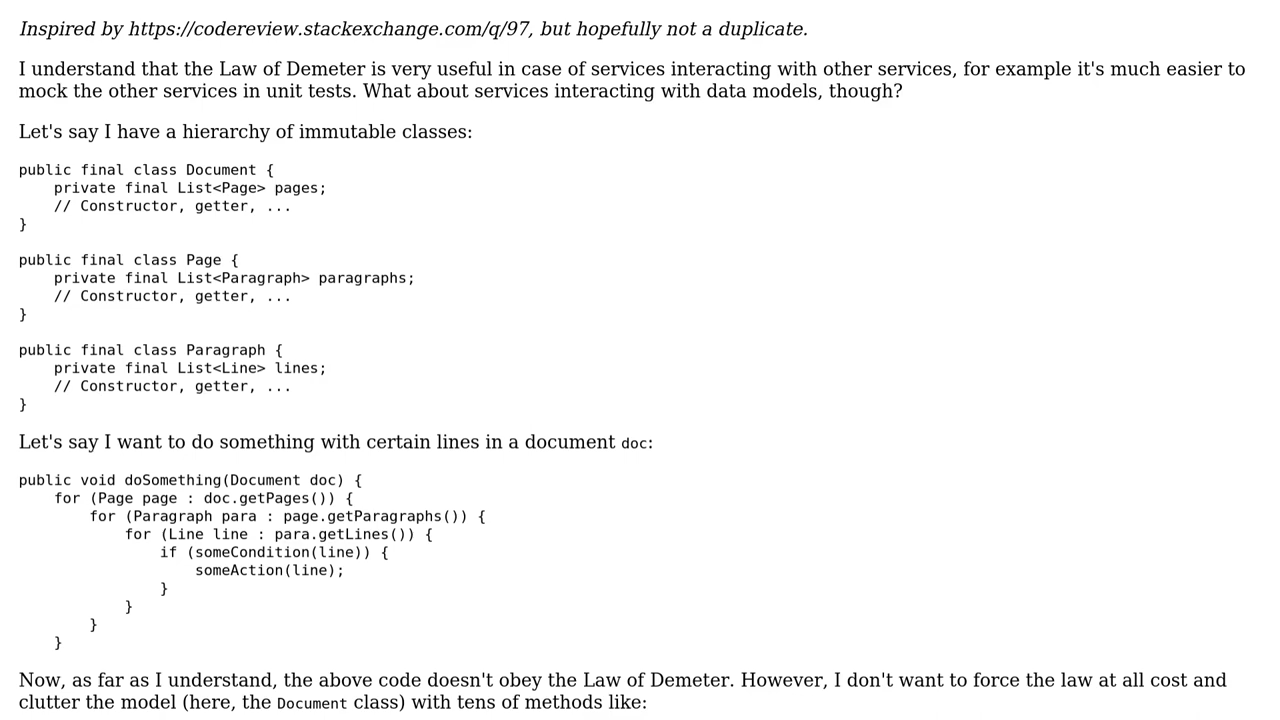 Inspired by https://codereview.stackexchange.com/q/97, but hopefully not a duplicate.
I understand that the Law of Demeter is very useful in case of services interacting with other services, for example it's much easier to
mock the other services in unit tests. What about services interacting with data models, though?
Let's say I have a hierarchy of immutable classes:
public final class Document {
    private final List<Page> pages;
    // Constructor, getter, ...
}
public final class Page {
    private final List<Paragraph> paragraphs;
    // Constructor, getter, ...
}
public final class Paragraph {
    private final List<Line> lines;
    // Constructor, getter, ...
}
Let's say I want to do something with certain lines in a document doc:
public void doSomething(Document doc) {
    for (Page page : doc.getPages()) {
        for (Paragraph para : page.getParagraphs()) {
            for (Line line : para.getLines()) {
                if (someCondition(line)) {
                    someAction(line);
                }
            }
        }
    }
Now, as far as I understand, the above code doesn't obey the Law of Demeter. However, I don't want to force the law at all cost and
clutter the model (here, the Document class) with tens of methods like: